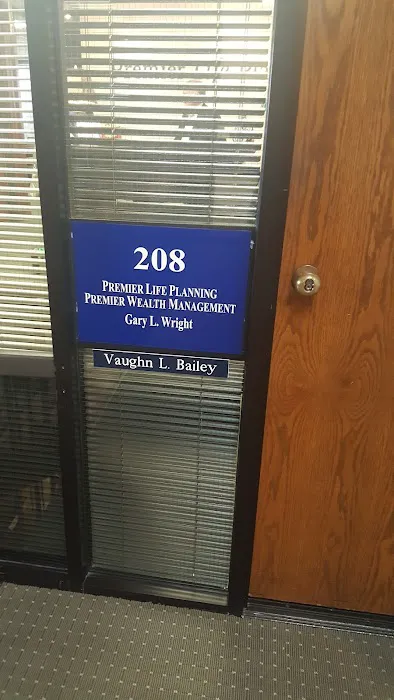 208
PREMIER LIFE PLANNING
PREMIER WEALTH MANAGEMENT
Gary L. Wright
Vaughn L. Bailey